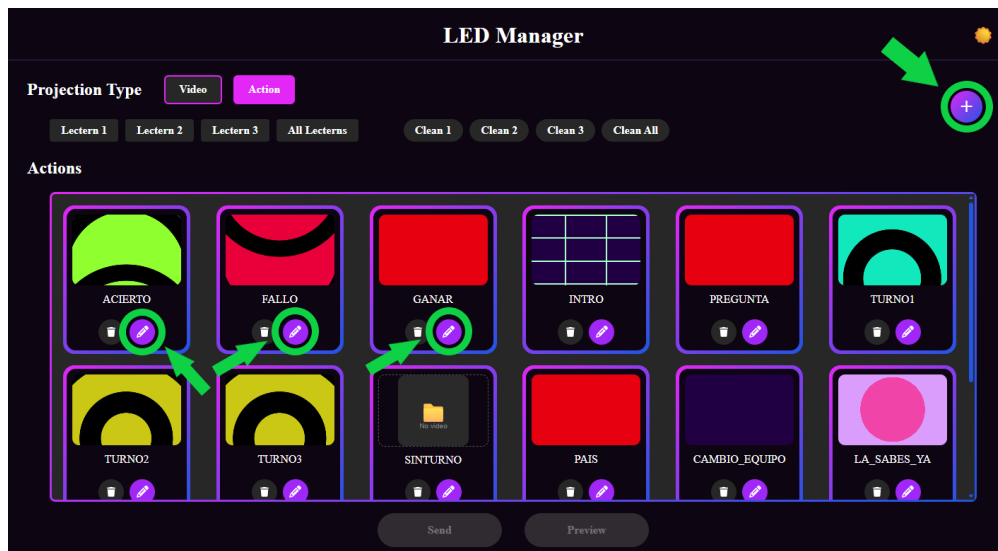 LED Manager
Projection Type
Video
Action
Lectern 1
Lectern 2
Lectern 3
All Lecterns
Clean 1
Clean 2
Clean 3
Clean All
Actions
ACIERTO
FALLO
GANAR
INTRO
PREGUNTA
TURNO1
No video
TURNO2
TURNO3
SINTURNO
PAIS
CAMBIO_EQUIPO
LA_SABES_YA
Send
Preview